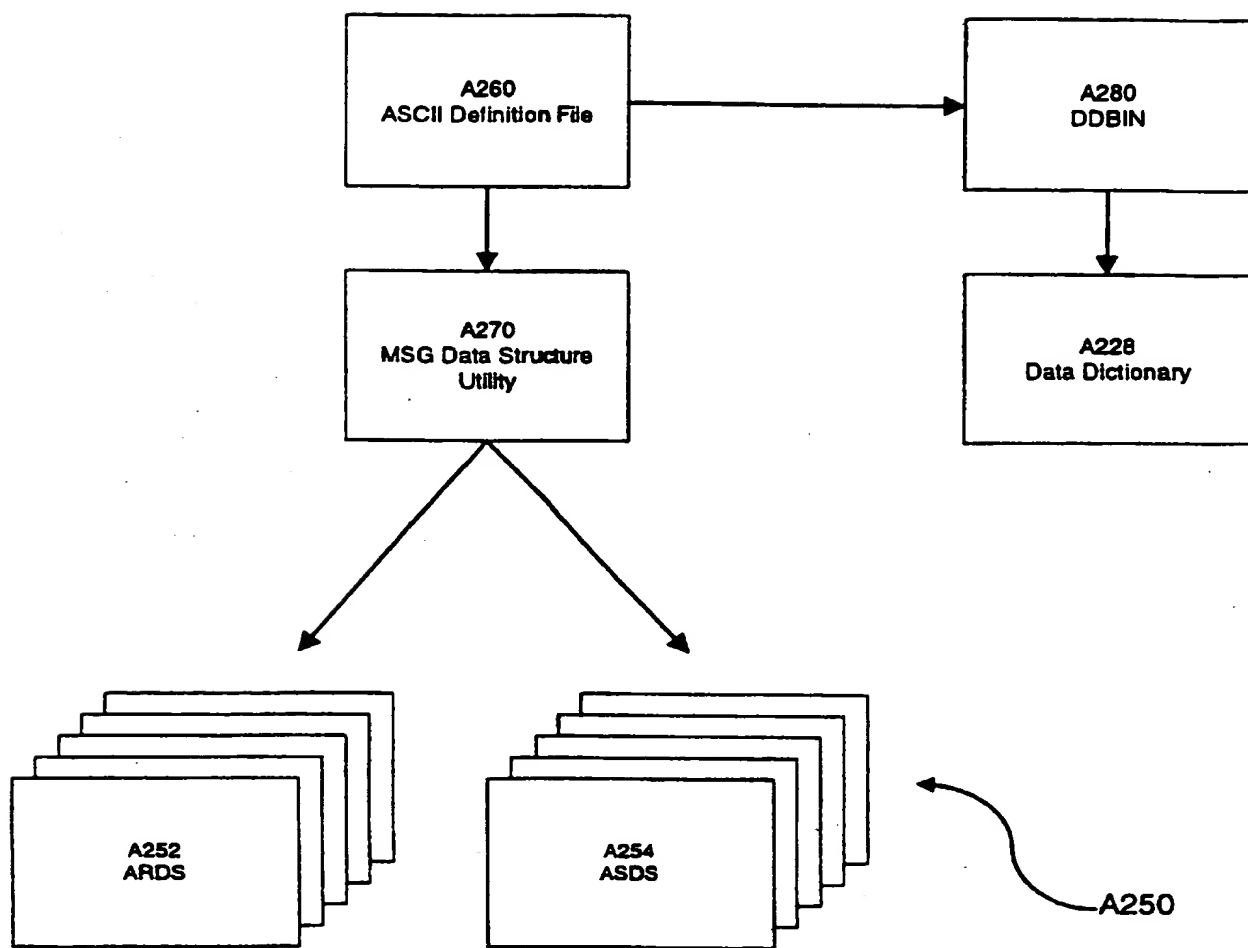 A260
ASCII Definition File
A280
DDBIN
A270
MSG Data Structure
Utility
A228
Data Dictionary
A252
ARDS
A254
ASDS
A250